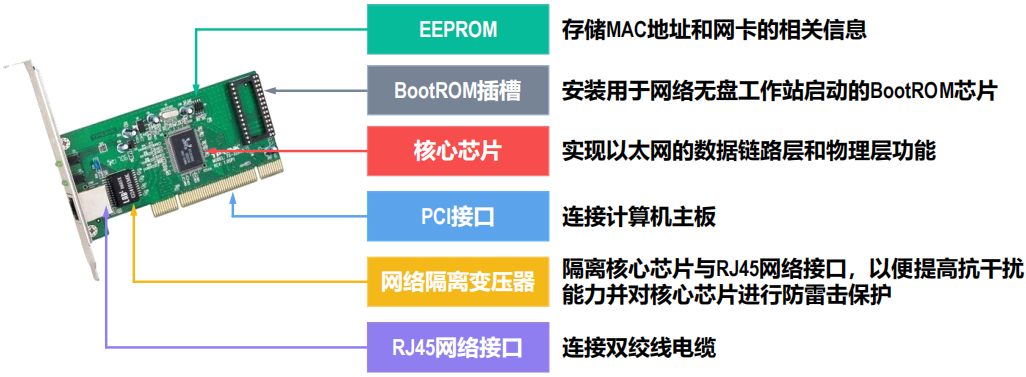 EEPROM 存储MAC地址和网卡的相关信息
BootROM插槽 安装用于网络无盘工作站启动的BootROM芯片
核心芯片 实现以太网的数据链路层和物理层功能
PCI接口 连接计算机主板
网络隔离变压器 隔离核心芯片与RJ45网络接口，以便提高抗干扰
能力并对核心芯片进行防雷击保护
RJ45网络接口 连接双绞线电缆